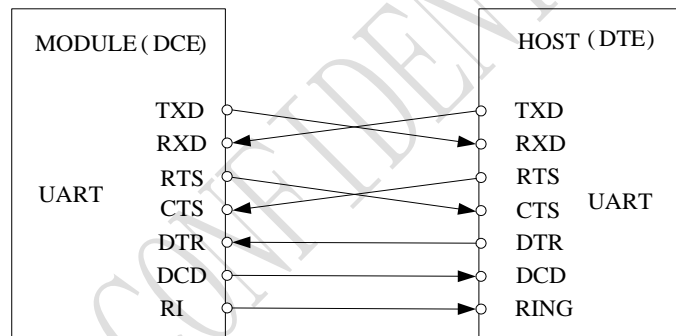 MODULE(DCE)
HOST (DTE)
TXD
RXD
RTS
CTS
DTR
DCD
RI
UART
TXD
RXD
RTS
CTS
DTR
DCD
RING
UART
CONFIDENT